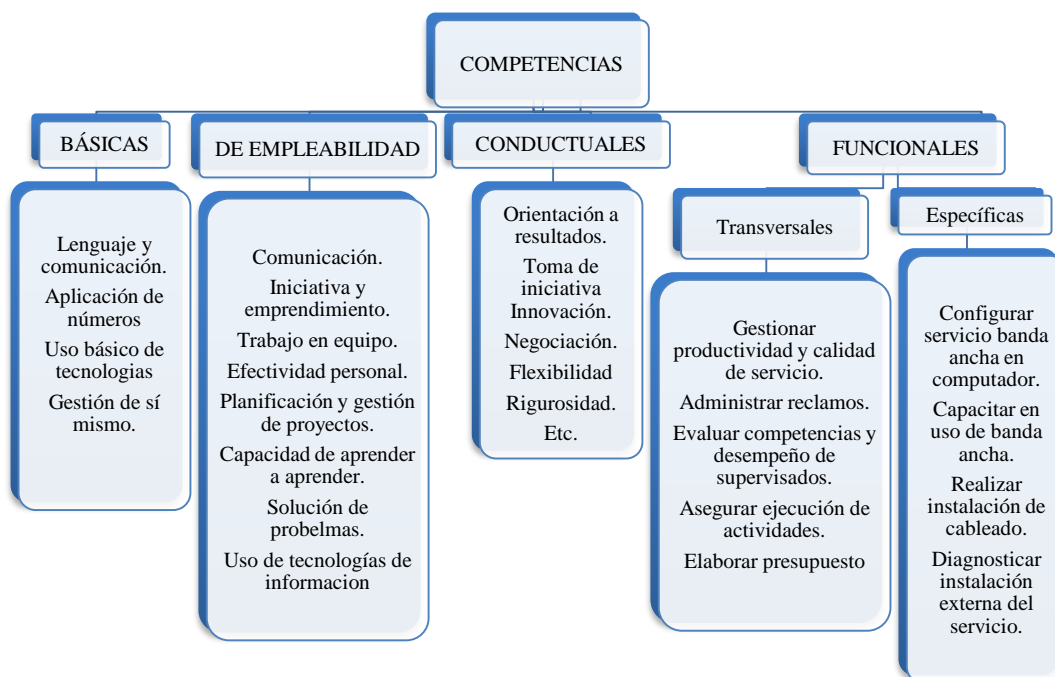 COMPETENCIAS
BÁSICAS
Lenguaje y
comunicación.
Aplicación de
números
Uso básico de
tecnologias
Gestión de sí
mismo.
DE EMPLEABILIDAD
Comunicación.
Iniciativa y
emprendimiento.
Trabajo en equipo.
Efectividad personal.
Planificación y gestión
de proyectos.
Capacidad de aprender
a aprender.
Solución de
probelmas.
Uso de tecnologías de
informacion
CONDUCTUALES
Orientación a
resultados.
Toma de
iniciativa
Innovación.
Negociación.
Flexibilidad
Rigurosidad.
Etc.
FUNCIONALES
Transversales
Gestionar
productividad y calidad
de servicio.
Administrar reclamos.
Evaluar competencias y
desempeño de
supervisados.
Asegurar ejecución de
actividades.
Elaborar presupuesto
Específicas
Configurar
servicio banda
ancha en
computador.
Capacitar en
uso de banda
ancha.
Realizar
instalación de
cableado.
Diagnosticar
instalación
externa del
servicio.